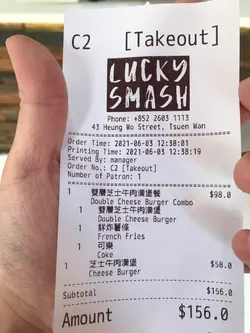 C2 [Takeout]
LUCKY
SMASH
Phone: +852 2603 1113
43 Heung Wo Street, Tsuen Wan
Order Time: 2021-06-03 12:38:01
Printing Time: 2021-06-03 12:38:19
Served By: manager
Order No.: C2 [Takeout]
Number of Patron: 1
1 雙層芝士牛肉漢堡餐 $98.0
Double Cheese Burger Combo
1 雙層芝士牛肉漢堡
Double Cheese Burger
1 鮮炸薯條
French Fries
1 可樂
Coke
1 芝士牛肉漢堡 $58.0
Cheese Burger
Subtotal $156.0
Amount $156.0